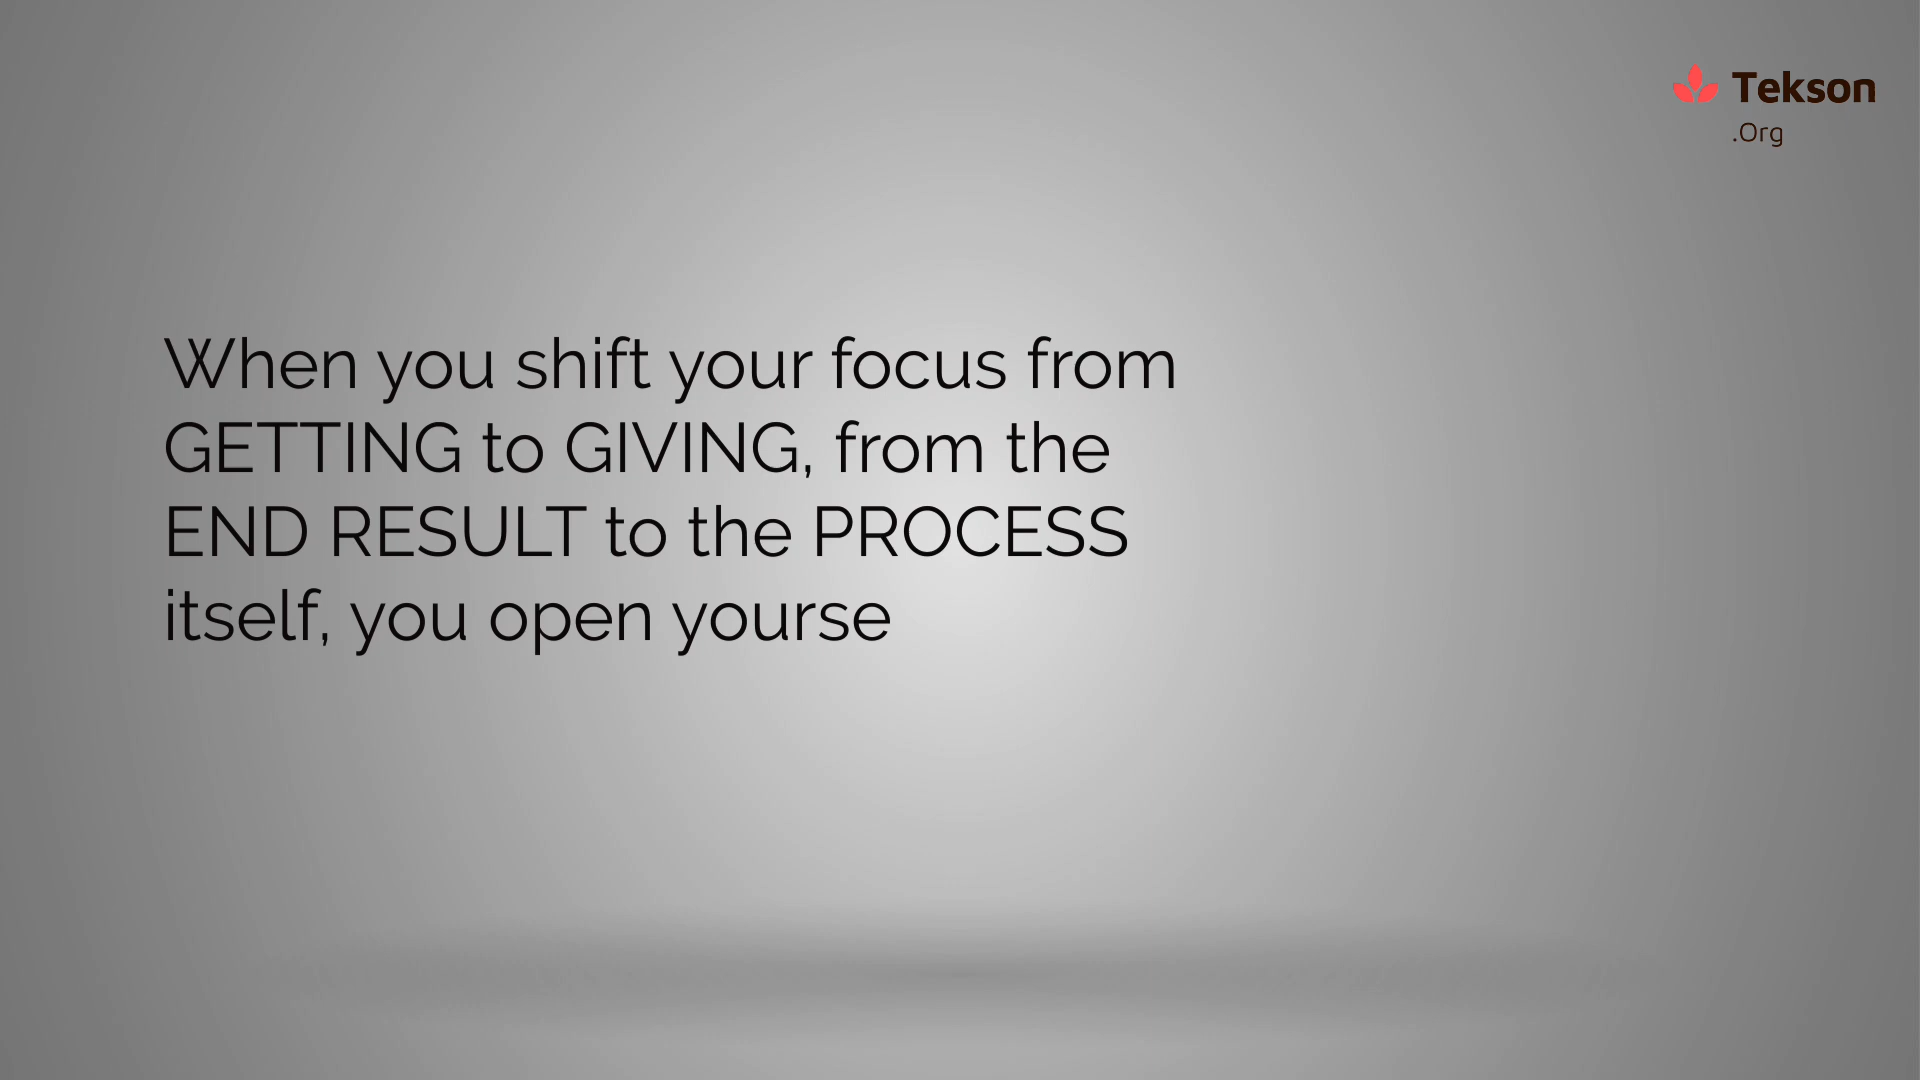 Tekson
.Org
When you shift your focus from
GETTING to GIVING, from the
END RESULT to the PROCESS
itself, you open yourse